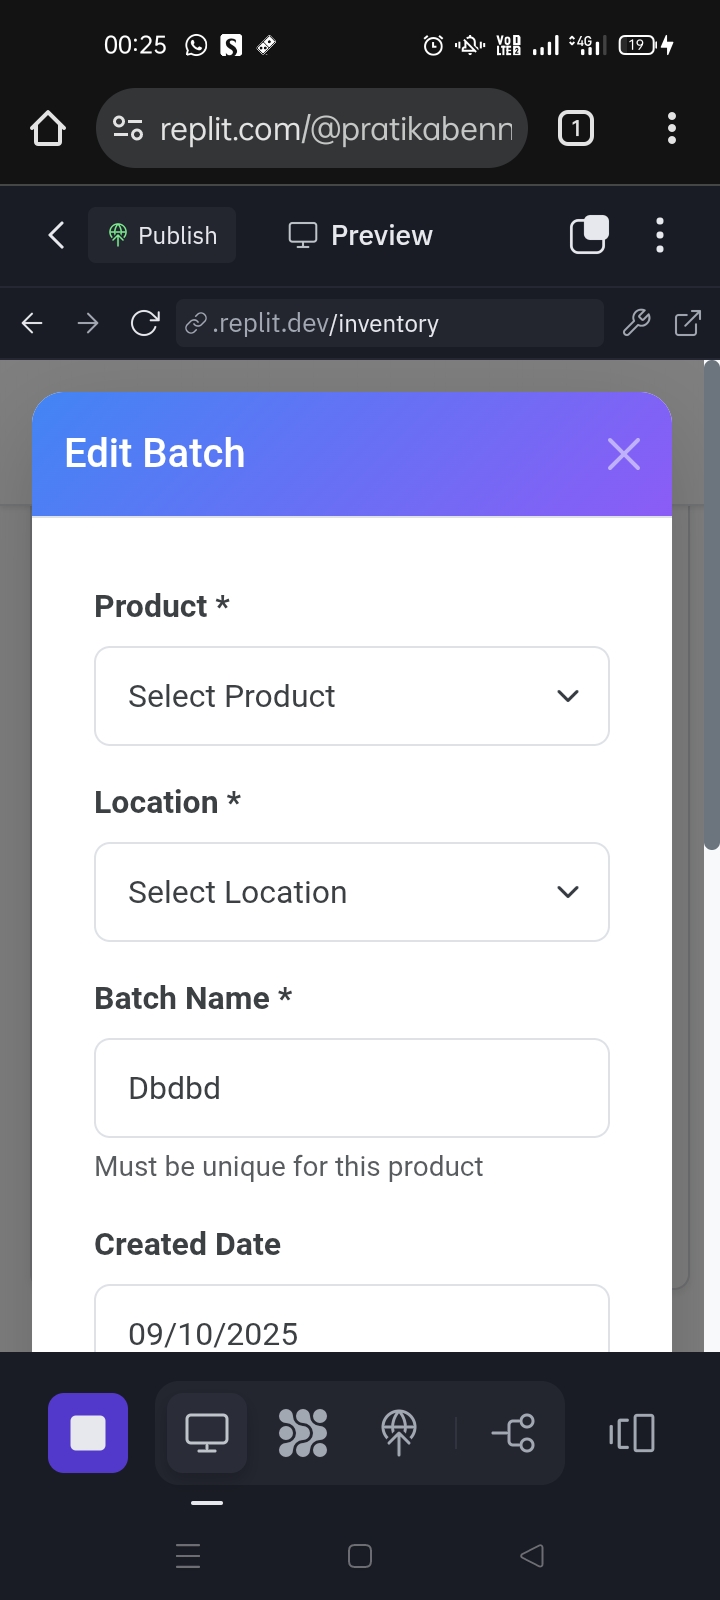 00:25
VoD
LTE2
4G
19
replit.com/@pratikabenn
1
Publish
Preview
.replit.dev/inventory
Edit Batch
Product *
Select Product
Location *
Select Location
Batch Name *
Dbdbd
Must be unique for this product
Created Date
09/10/2025